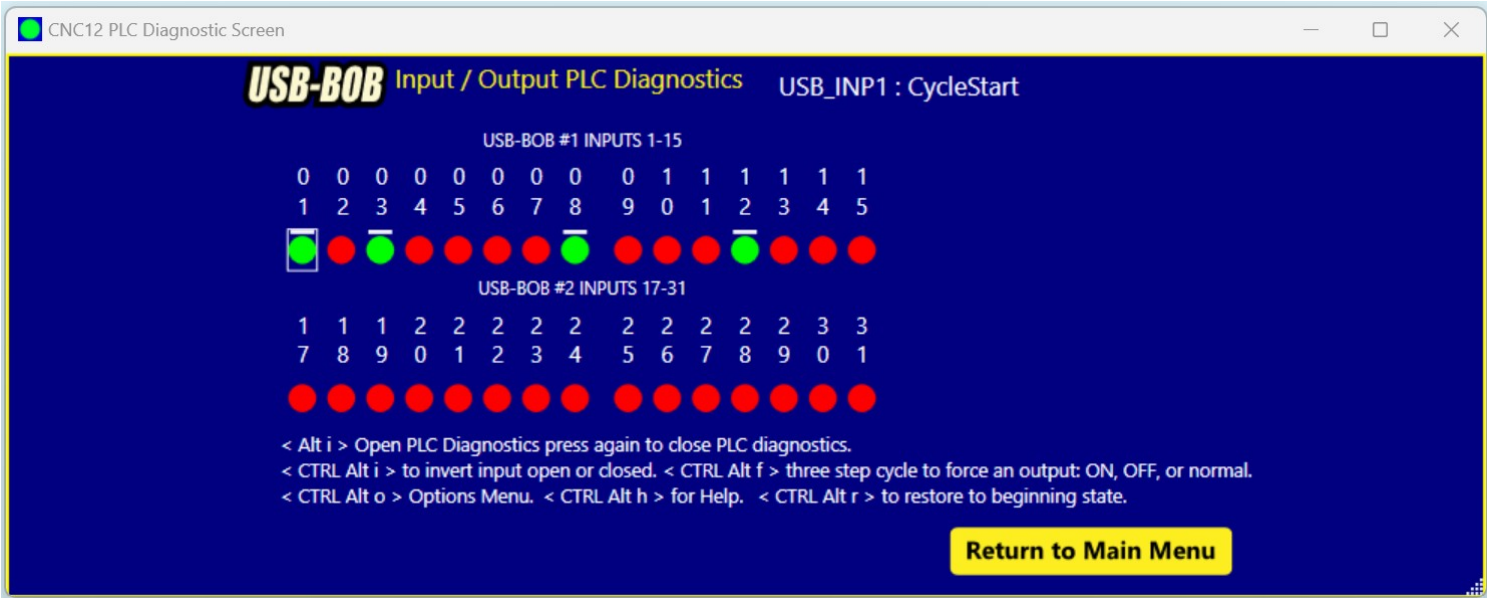 CNC12 PLC Diagnostic Screen
USB-BOB Input / Output PLC Diagnostics USB_INP1 : CycleStart
USB-BOB #1 INPUTS 1-15
0 0 0 0 0 0 0 0 0 1 1 1 1 1 1
1 2 3 4 5 6 7 8 9 0 1 2 3 4 5
USB-BOB #2 INPUTS 17-31
1 1 1 2 2 2 2 2 2 2 2 2 2 3 3
7 8 9 0 1 2 3 4 5 6 7 8 9 0 1
< Alt i > Open PLC Diagnostics press again to close PLC diagnostics.
< CTRL Alt i > to invert input open or closed. < CTRL Alt f > three step cycle to force an output: ON, OFF, or normal.
< CTRL Alt o > Options Menu. < CTRL Alt h > for Help. < CTRL Alt r > to restore to beginning state.
Return to Main Menu